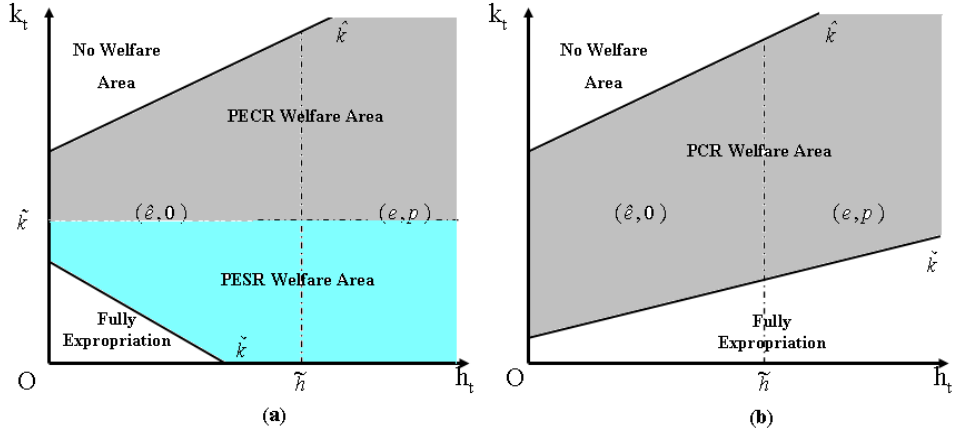 k_t
No Welfare
Area
k̂
PECR Welfare Area
k̃
(ê,0)
(e,p)
PESR Welfare Area
Fully
Expropriation
ǩ
O
h̃
h_t
(a)
k_t
No Welfare
Area
k̂
PCR Welfare Area
(ê,0)
(e,p)
ǩ
Fully
Expropriation
O
h̃
h_t
(b)